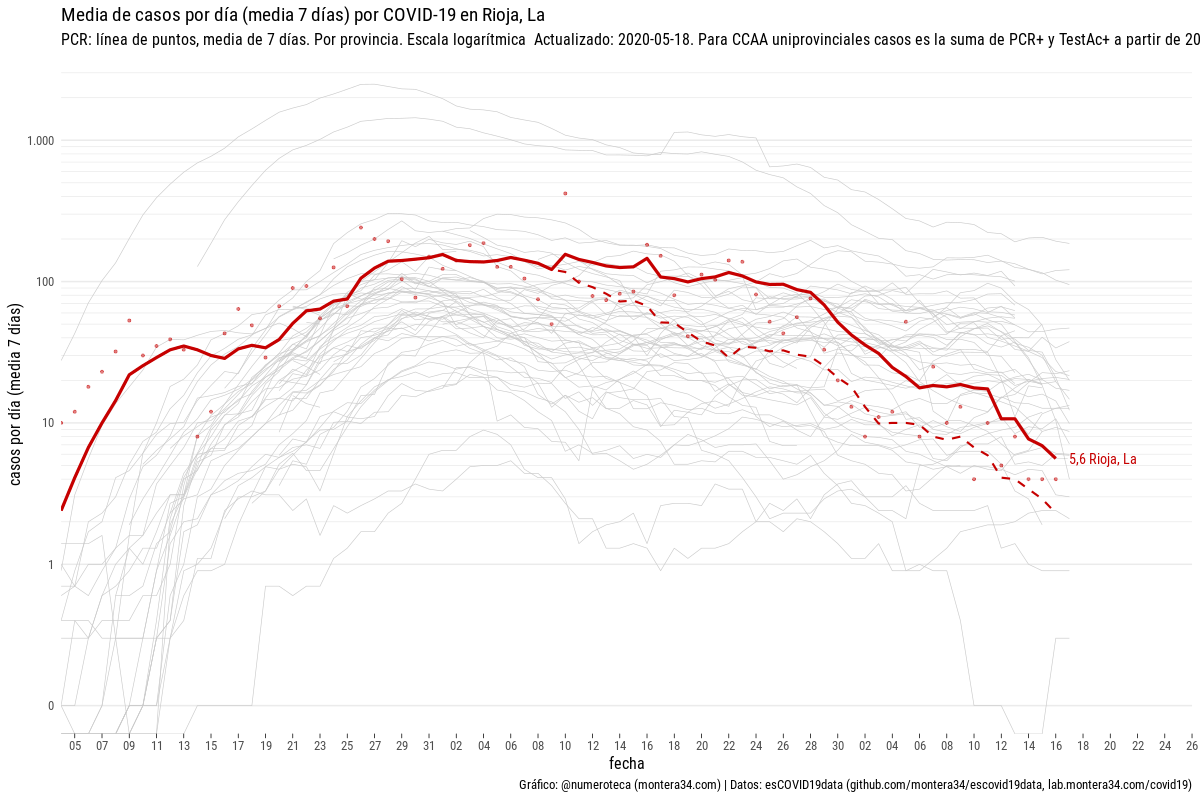 Media de casos por día (media 7 días) por COVID-19 en Rioja, La
PCR: línea de puntos, media de 7 días. Por provincia. Escala logarítmica  Actualizado: 2020-05-18. Para CCAA uniprovinciales casos es la suma de PCR+ y TestAc+ a partir de 20
casos por día (media 7 días)
1.000
100
10
1
0
5,6 Rioja, La
05 07 09 11 13 15 17 19 21 23 25 27 29 31 02 04 06 08 10 12 14 16 18 20 22 24 26 28 30 02 04 06 08 10 12 14 16 18 20 22 24 26
fecha
Gráfico: @numeroteca (montera34.com) | Datos: esCOVID19data (github.com/montera34/escovid19data, lab.montera34.com/covid19)